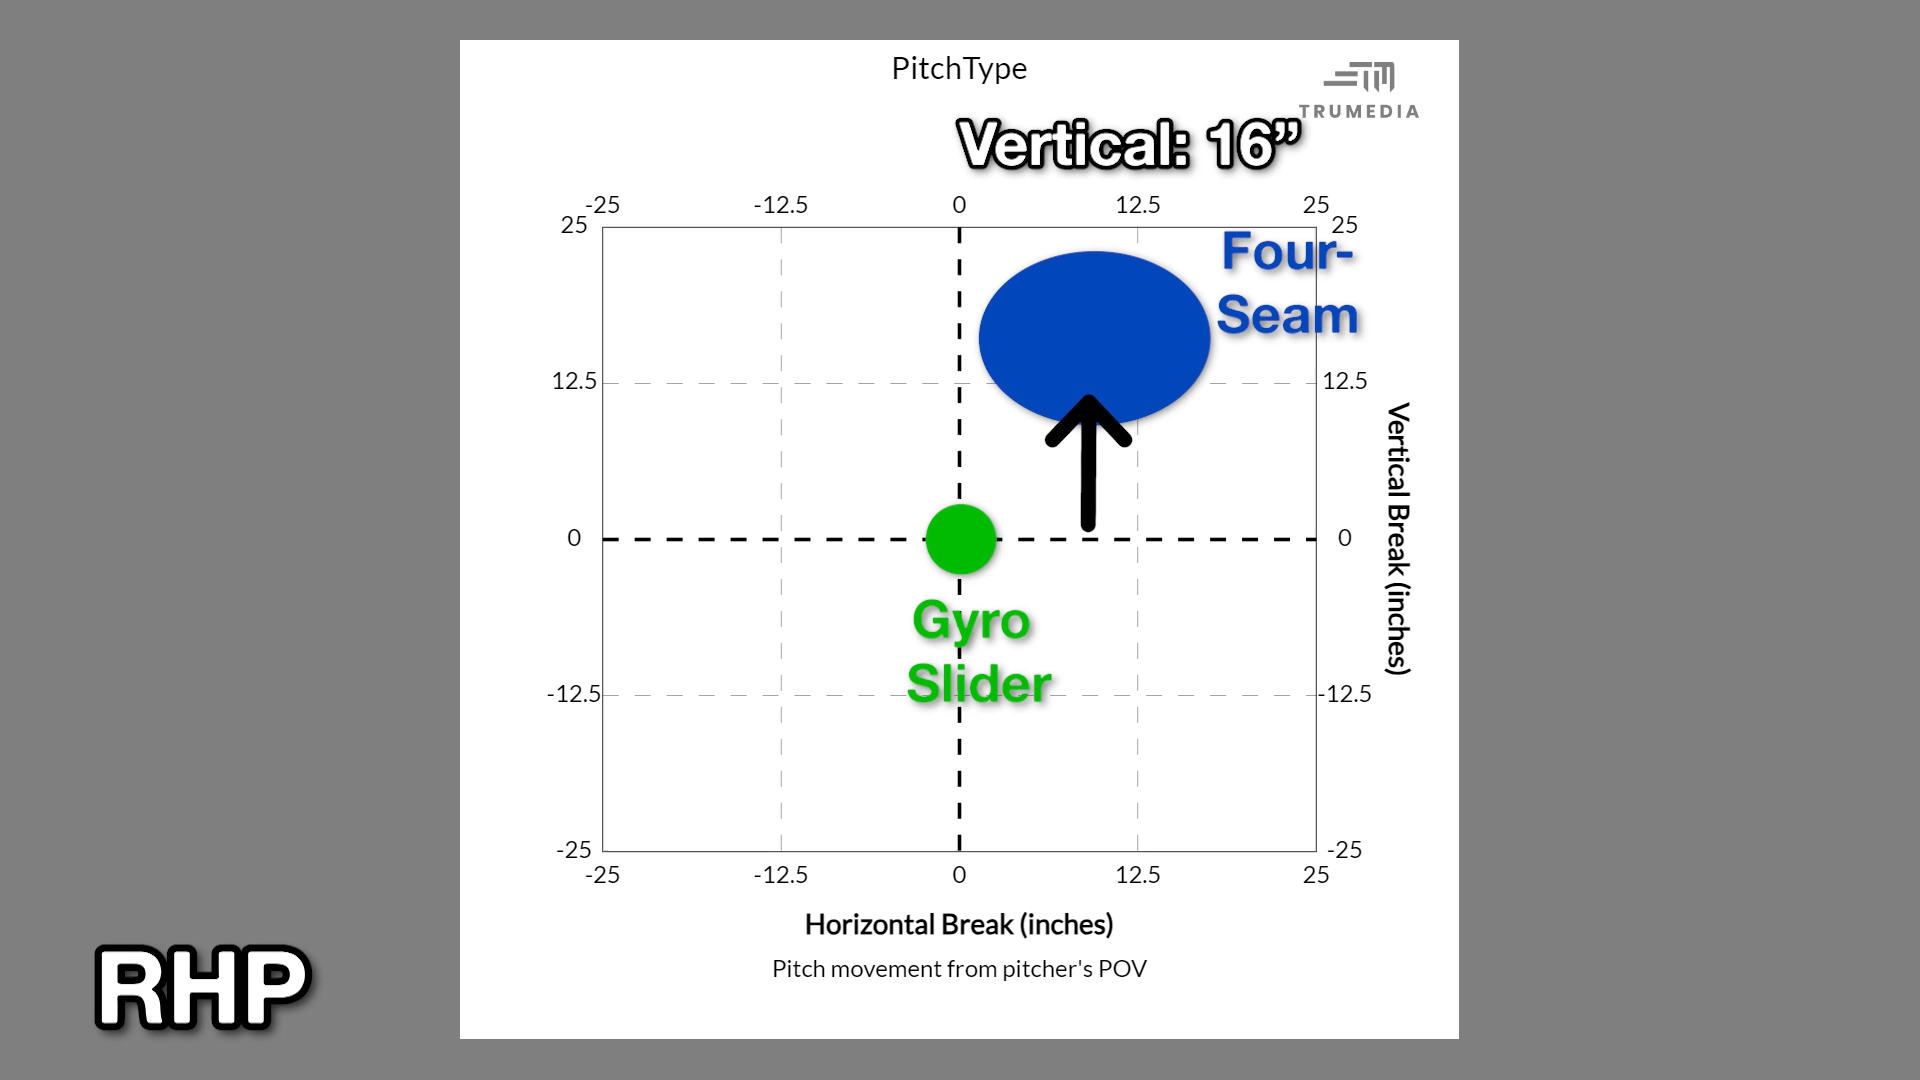 PitchType
TRUMEDIA
Vertical: 16”
-25 -12.5 0 12.5 25
25 25
Four-
Seam
12.5 12.5
Vertical Break (inches)
0 0
Gyro
Slider
-12.5 -12.5
-25 -25
-25 -12.5 0 12.5 25
Horizontal Break (inches)
Pitch movement from pitcher's POV
RHP